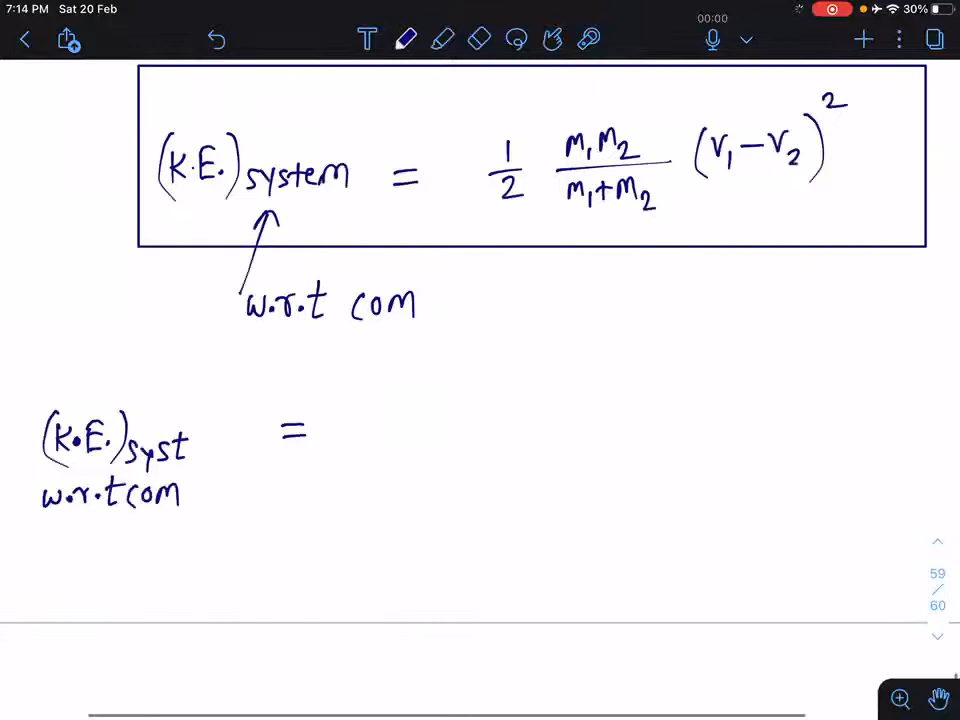 7:14 PM Sat 20 Feb 00:00 30%
(K.E.)system = 1/2 m₁m₂/(m₁+m₂) (v₁-v₂)²
w.r.t com
(K.E.)syst =
w.r.t com
59
/
60